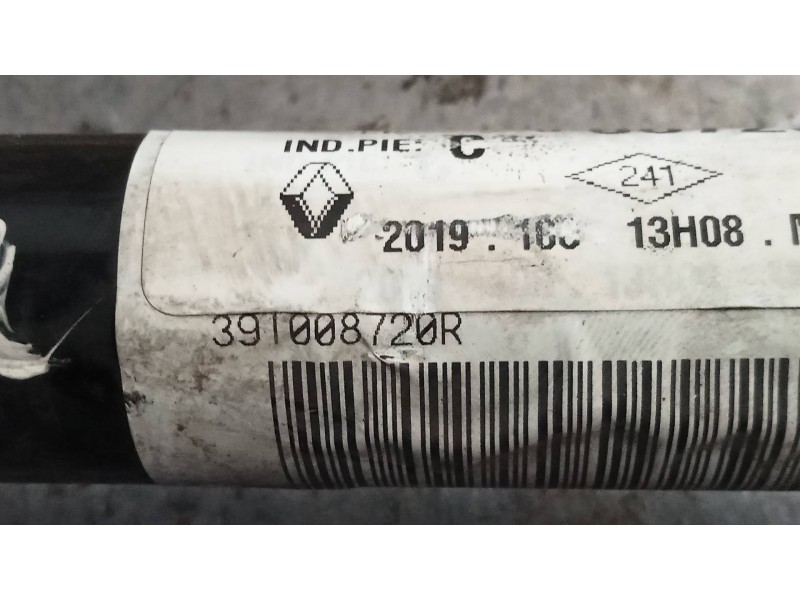 IND.PIE: C
241
2019 . 13H08 .
391008720R